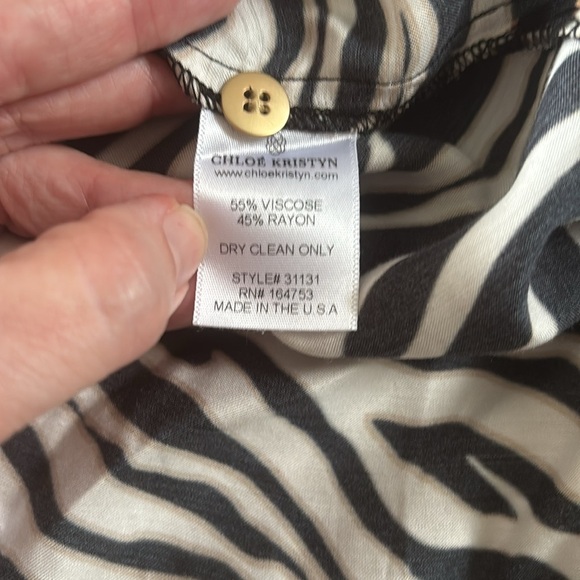 CHLOÉ KRISTYN
www.chloekristyn.com
55% VISCOSE
45% RAYON
DRY CLEAN ONLY
STYLE# 31131
RN# 164753
MADE IN THE U.S.A